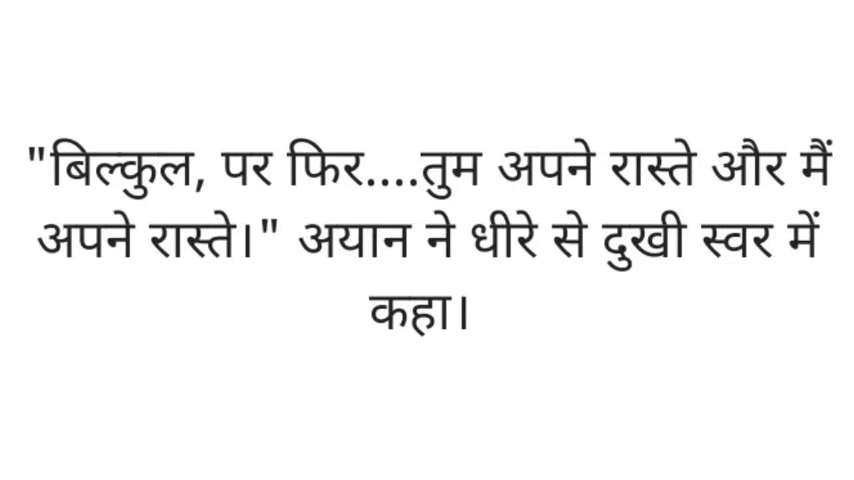 "बिल्कुल, पर फिर....तुम अपने रास्ते और मैं
अपने रास्ते।" अयान ने धीरे से दुखी स्वर में
कहा।